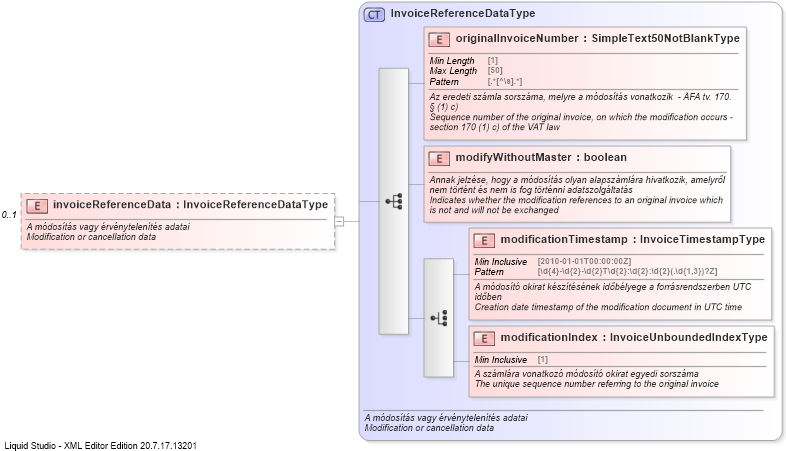 CT InvoiceReferenceDataType
E originalInvoiceNumber : SimpleText50NotBlankType
Min Length [1]
Max Length [50]
Pattern [.*[^\s].*]
Az eredeti számla sorszáma, melyre a módosítás vonatkozik - ÁFA tv. 170.
§ (1) c)
Sequence number of the original invoice, on which the modification occurs -
section 170 (1) c) of the VAT law
E modifyWithoutMaster : boolean
Annak jelzése, hogy a módosítás olyan alapszámlára hivatkozik, amelyről
nem történt és nem is fog történni adatszolgáltatás
Indicates whether the modification references to an original invoice which
is not and will not be exchanged
0..1
E invoiceReferenceData : InvoiceReferenceDataType
A módosítás vagy érvénytelenítés adatai
Modification or cancellation data
E modificationTimestamp : InvoiceTimestampType
Min Inclusive [2010-01-01T00:00:00Z]
Pattern [\d{4}-\d{2}-\d{2}T\d{2}:\d{2}:\d{2}(.\d{1,3})?Z]
A módosító okirat készítésének időbélyege a forrásrendszerben UTC
időben
Creation date timestamp of the modification document in UTC time
E modificationIndex : InvoiceUnboundedIndexType
Min Inclusive [1]
A számlára vonatkozó módosító okirat egyedi sorszáma
The unique sequence number referring to the original invoice
A módosítás vagy érvénytelenítés adatai
Modification or cancellation data
Liquid Studio - XML Editor Edition 20.7.17.13201